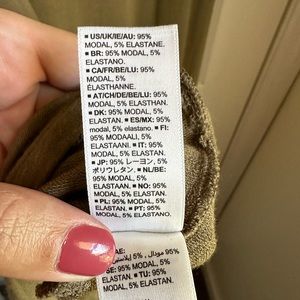 ▪ US/UK/IE/AU: 95%
MODAL, 5% ELASTANE.
▪ BR: 95% MODAL, 5%
ELASTANO.
▪ CA/FR/BE/LU: 95%
MODAL, 5%
ÉLASTHANNE.
▪ AT/CH/DE/BE/LU: 95%
MODAL, 5% ELASTHAN.
▪ DK: 95% MODAL, 5%
ELASTAN. ▪ ES/MX: 95%
modal, 5% elastano. ▪ FI:
95% MODAALI, 5%
ELASTAANI. ▪ IT: 95%
MODAL, 5% ELASTAN.
▪ JP: 95% レーヨン, 5%
ポリウレタン. ▪ NL/BE:
95% MODAL, 5%
ELASTAAN. ▪ NO: 95%
MODAL, 5% ELASTAN.
▪ PL: 95% MODAL, 5%
ELASTAN. ▪ PT: 95%
MODAL, 5% ELASTANO.
AE: 95% مودال، 5%
SE: 95% MODAL, 5%
ELASTAN. ▪ TU: 95%
MODAL, 5% ELASTAN.